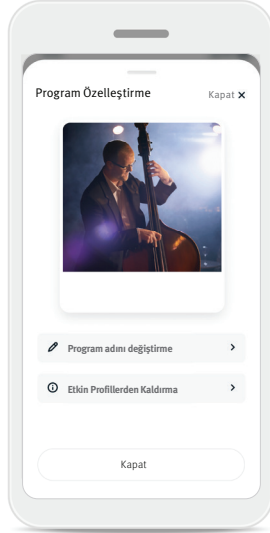 Program Özelleştirme
Kapat ×
Program adını değiştirme
Etkin Profillerden Kaldırma
Kapat